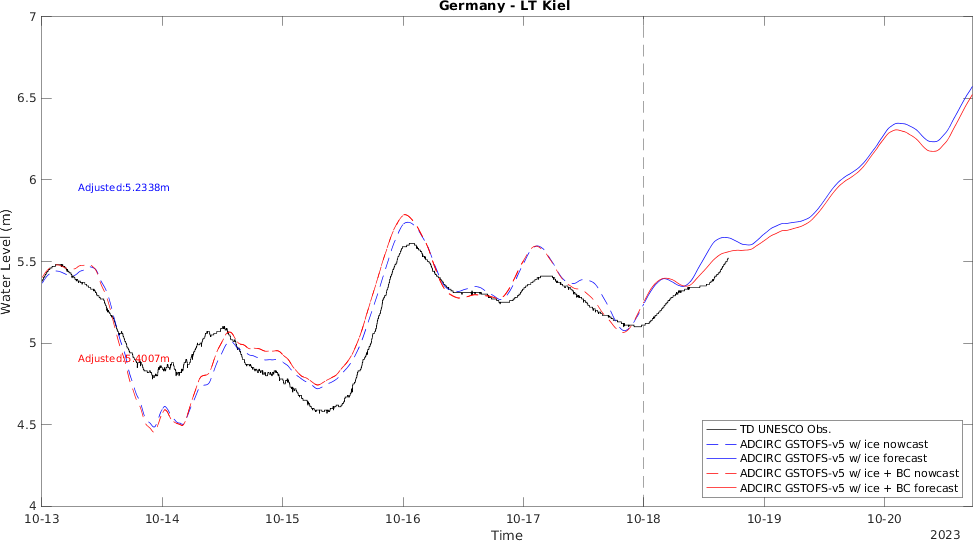 Germany - LT Kiel
7
6.5
6
5.5
5
4.5
4
Water Level (m)
Adjusted:5.2338m
Adjusted:5.4007m
TD UNESCO Obs.
ADCIRC GSTOFS-v5 w/ ice nowcast
ADCIRC GSTOFS-v5 w/ ice forecast
ADCIRC GSTOFS-v5 w/ ice + BC nowcast
ADCIRC GSTOFS-v5 w/ ice + BC forecast
10-13 10-14 10-15 10-16 10-17 10-18 10-19 10-20
Time
2023